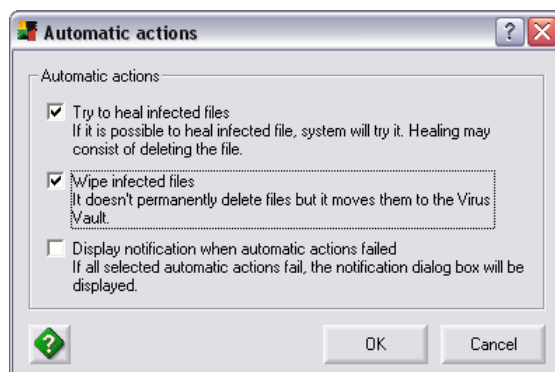 Automatic actions
Automatic actions
Try to heal infected files
If it is possible to heal infected file, system will try it. Healing may
consist of deleting the file.
Wipe infected files
It doesn't permanently delete files but it moves them to the Virus
Vault.
Display notification when automatic actions failed
If all selected automatic actions fail, the notification dialog box will be
displayed.
OK
Cancel